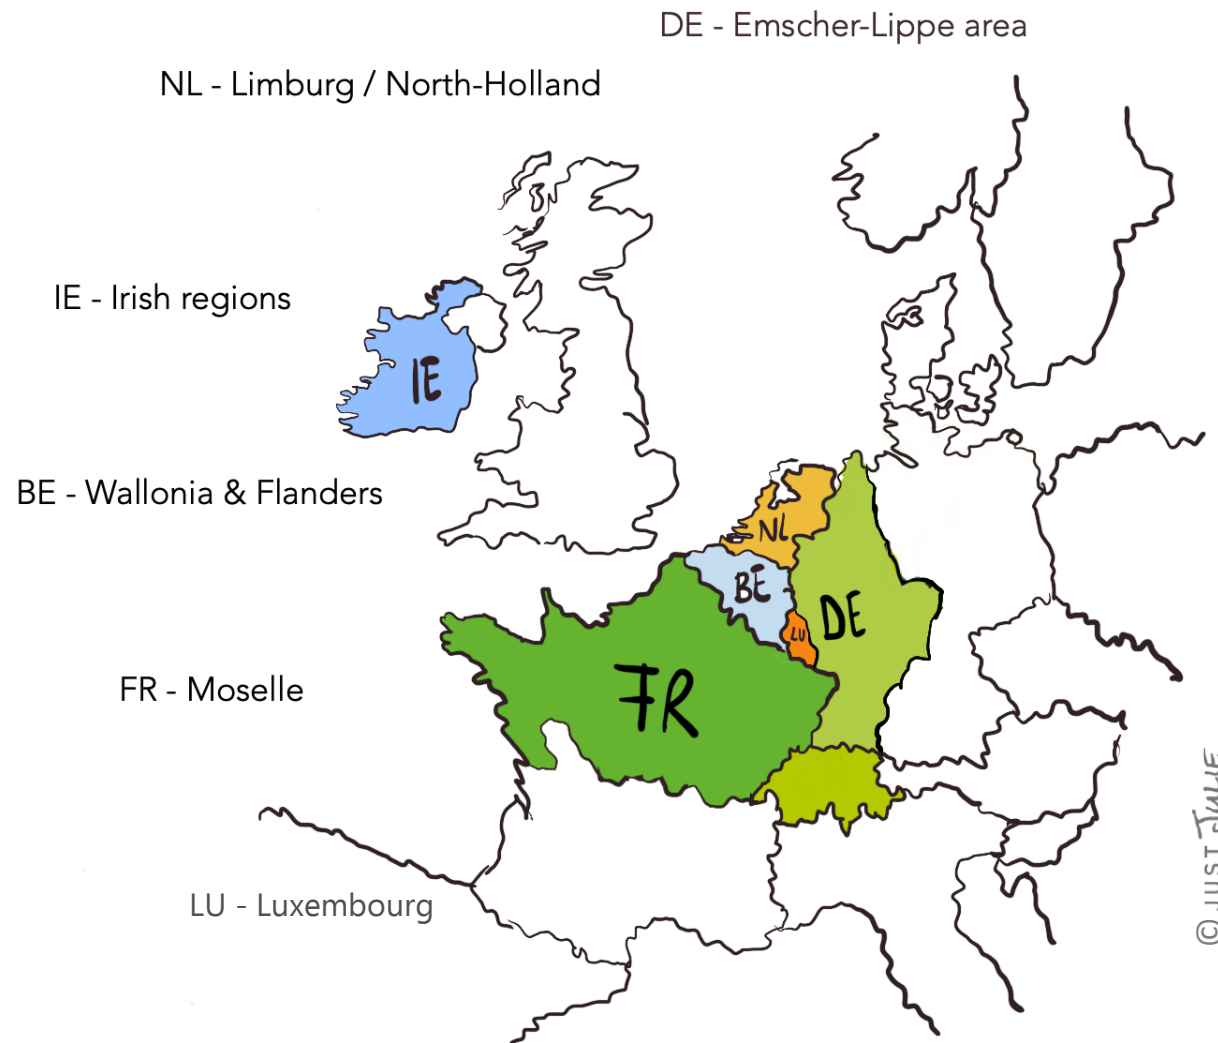 DE - Emscher-Lippe area
NL - Limburg / North-Holland
IE - Irish regions
IE
BE - Wallonia & Flanders
NL
BE
DE
LU
FR - Moselle
FR
LU - Luxembourg
© JUST JULIE